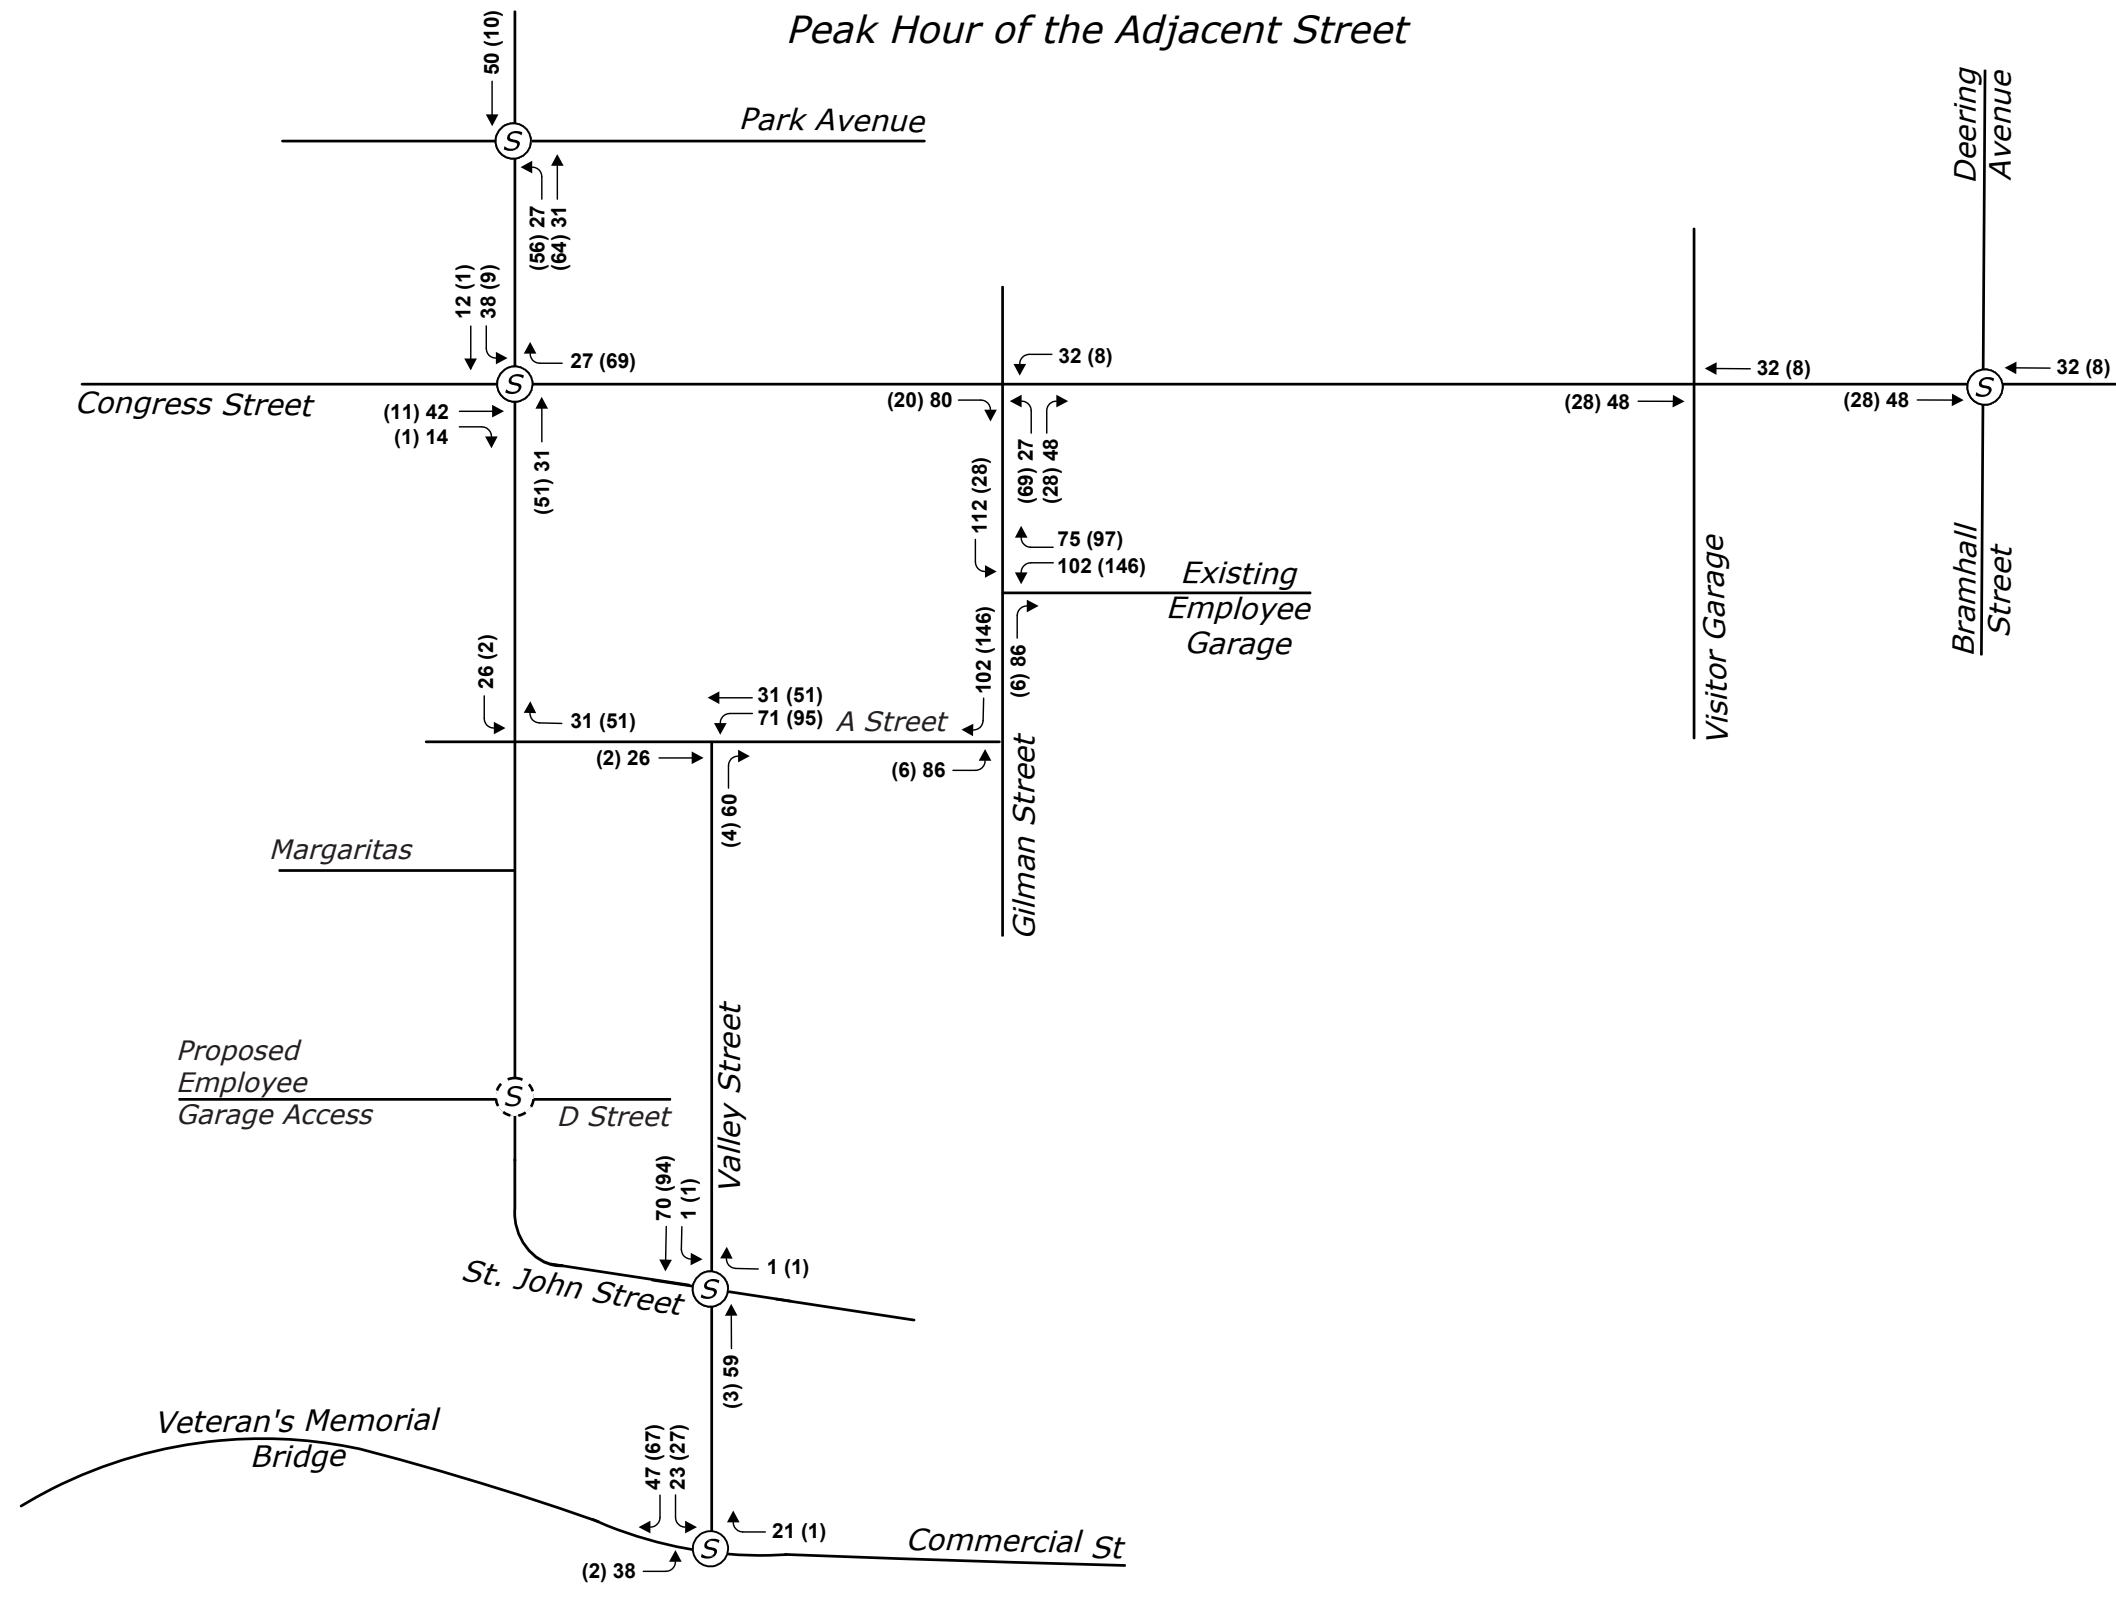 Peak Hour of the Adjacent Street
50 (10)
Deering
Avenue
Park Avenue
S
(56) 27
(64) 31
12 (1)
38 (9)
27 (69)
32 (8)
32 (8)
32 (8)
S
S
Congress Street
(11) 42
(1) 14
(20) 80
(28) 48
(28) 48
(51) 31
112 (28)
(69) 27
(28) 48
75 (97)
102 (146)
Existing
Employee
Garage
Visitor Garage
Bramhall
Street
26 (2)
102 (146)
(6) 86
31 (51)
31 (51)
71 (95)
A Street
(2) 26
(6) 86
(4) 60
Gilman Street
Margaritas
Valley Street
Proposed
Employee
Garage Access
S
D Street
70 (94)
1 (1)
1 (1)
St. John Street
S
(3) 59
Veteran's Memorial
Bridge
47 (67)
23 (27)
21 (1)
S
Commercial St
(2) 38